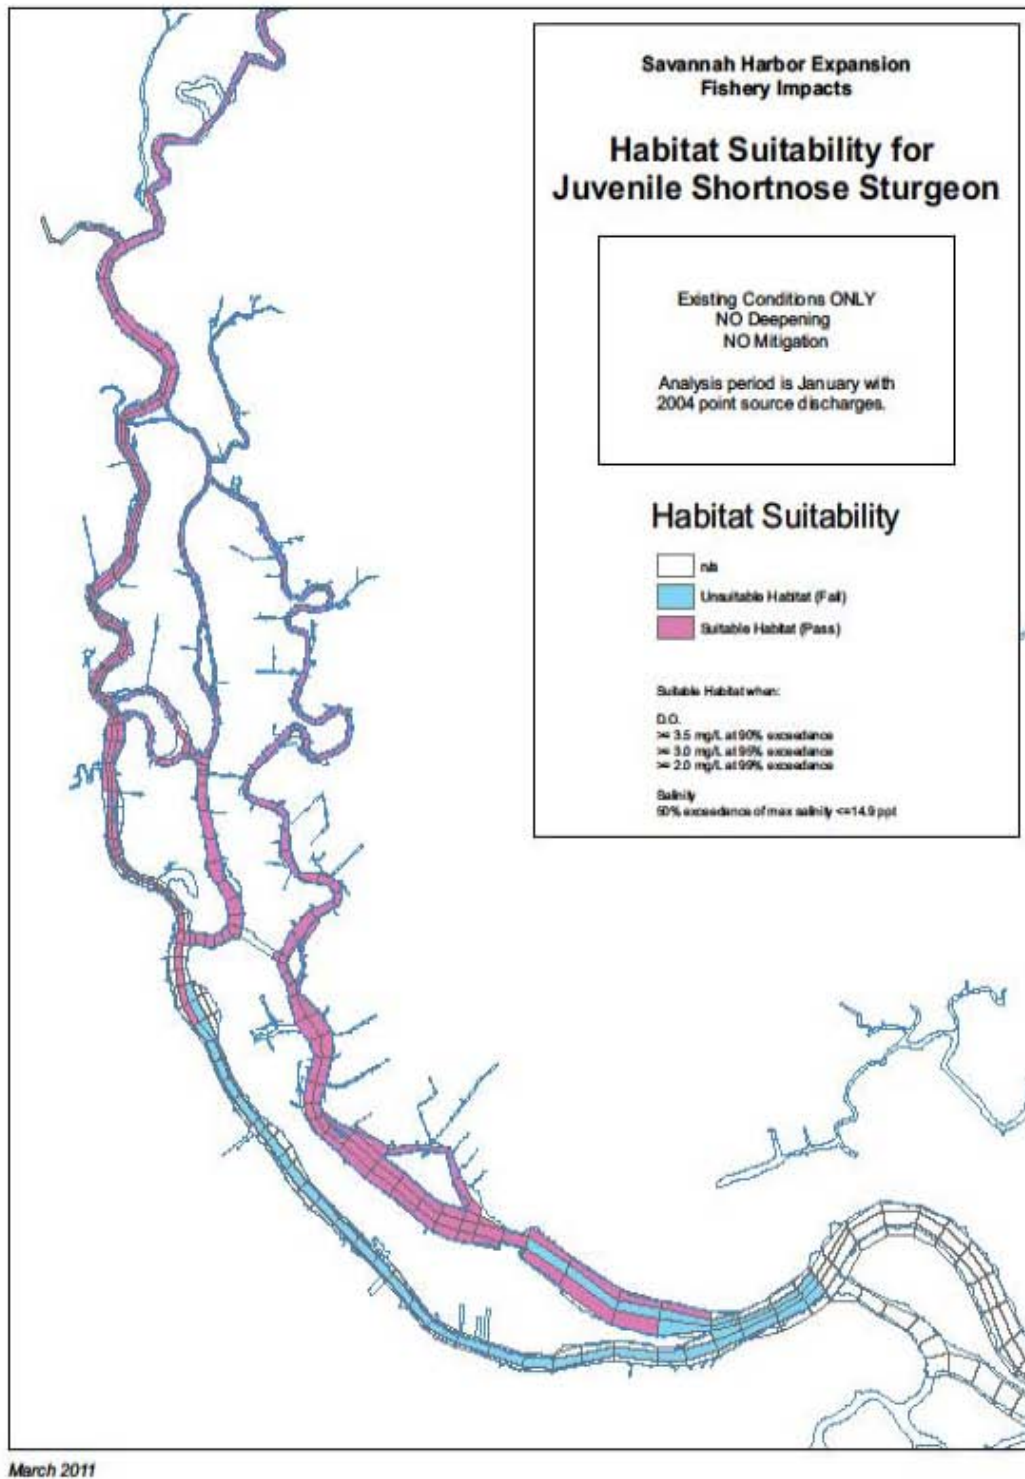 Savannah Harbor Expansion
Fishery Impacts
Habitat Suitability for
Juvenile Shortnose Sturgeon
Existing Conditions ONLY
NO Deepening
NO Mitigation
Analysis period is January with
2004 point source discharges.
Habitat Suitability
n/a
Unsuitable Habitat (Fail)
Suitable Habitat (Pass)
Suitable Habitat when:
D.O.
>= 3.5 mg/L at 90% exceedance
>= 3.0 mg/L at 95% exceedance
>= 2.0 mg/L at 99% exceedance
Salinity
50% exceedance of max salinity <=14.9 ppt
March 2011